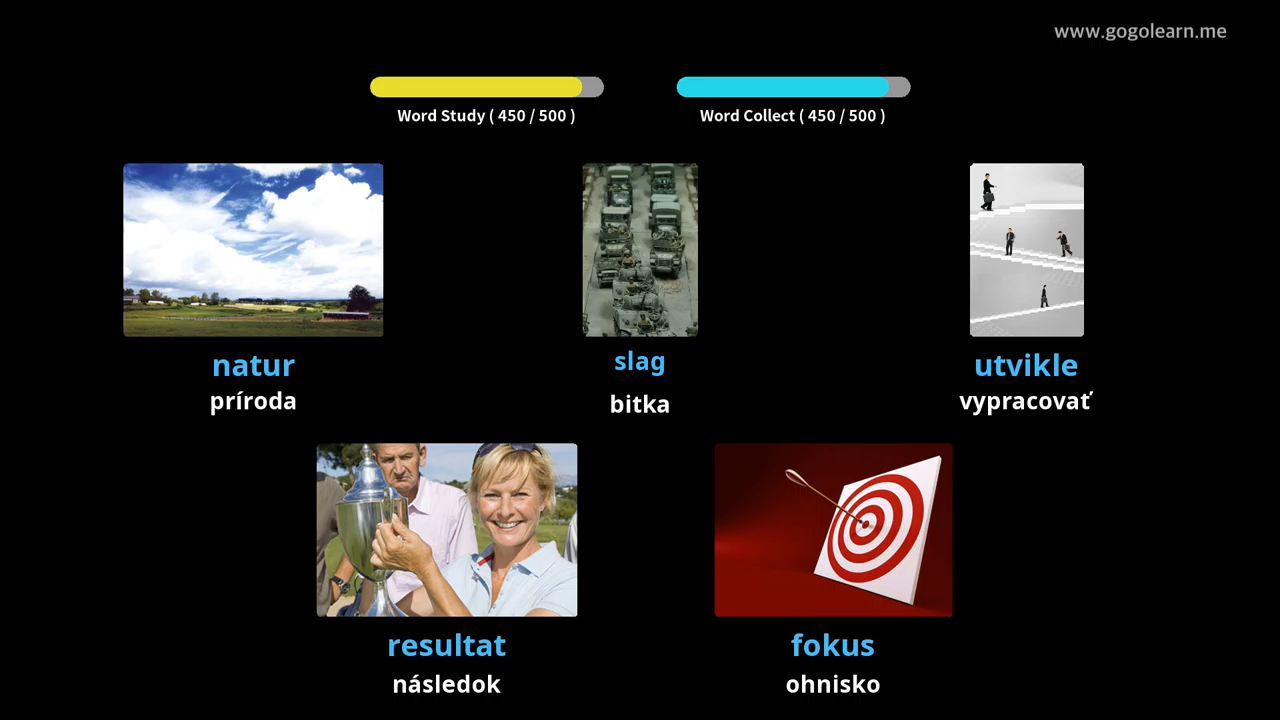 www.gogolearn.me
Word Study ( 450 / 500 )
Word Collect ( 450 / 500 )
natur
príroda
slag
bitka
utvikle
vypracovať
resultat
následok
fokus
ohnisko